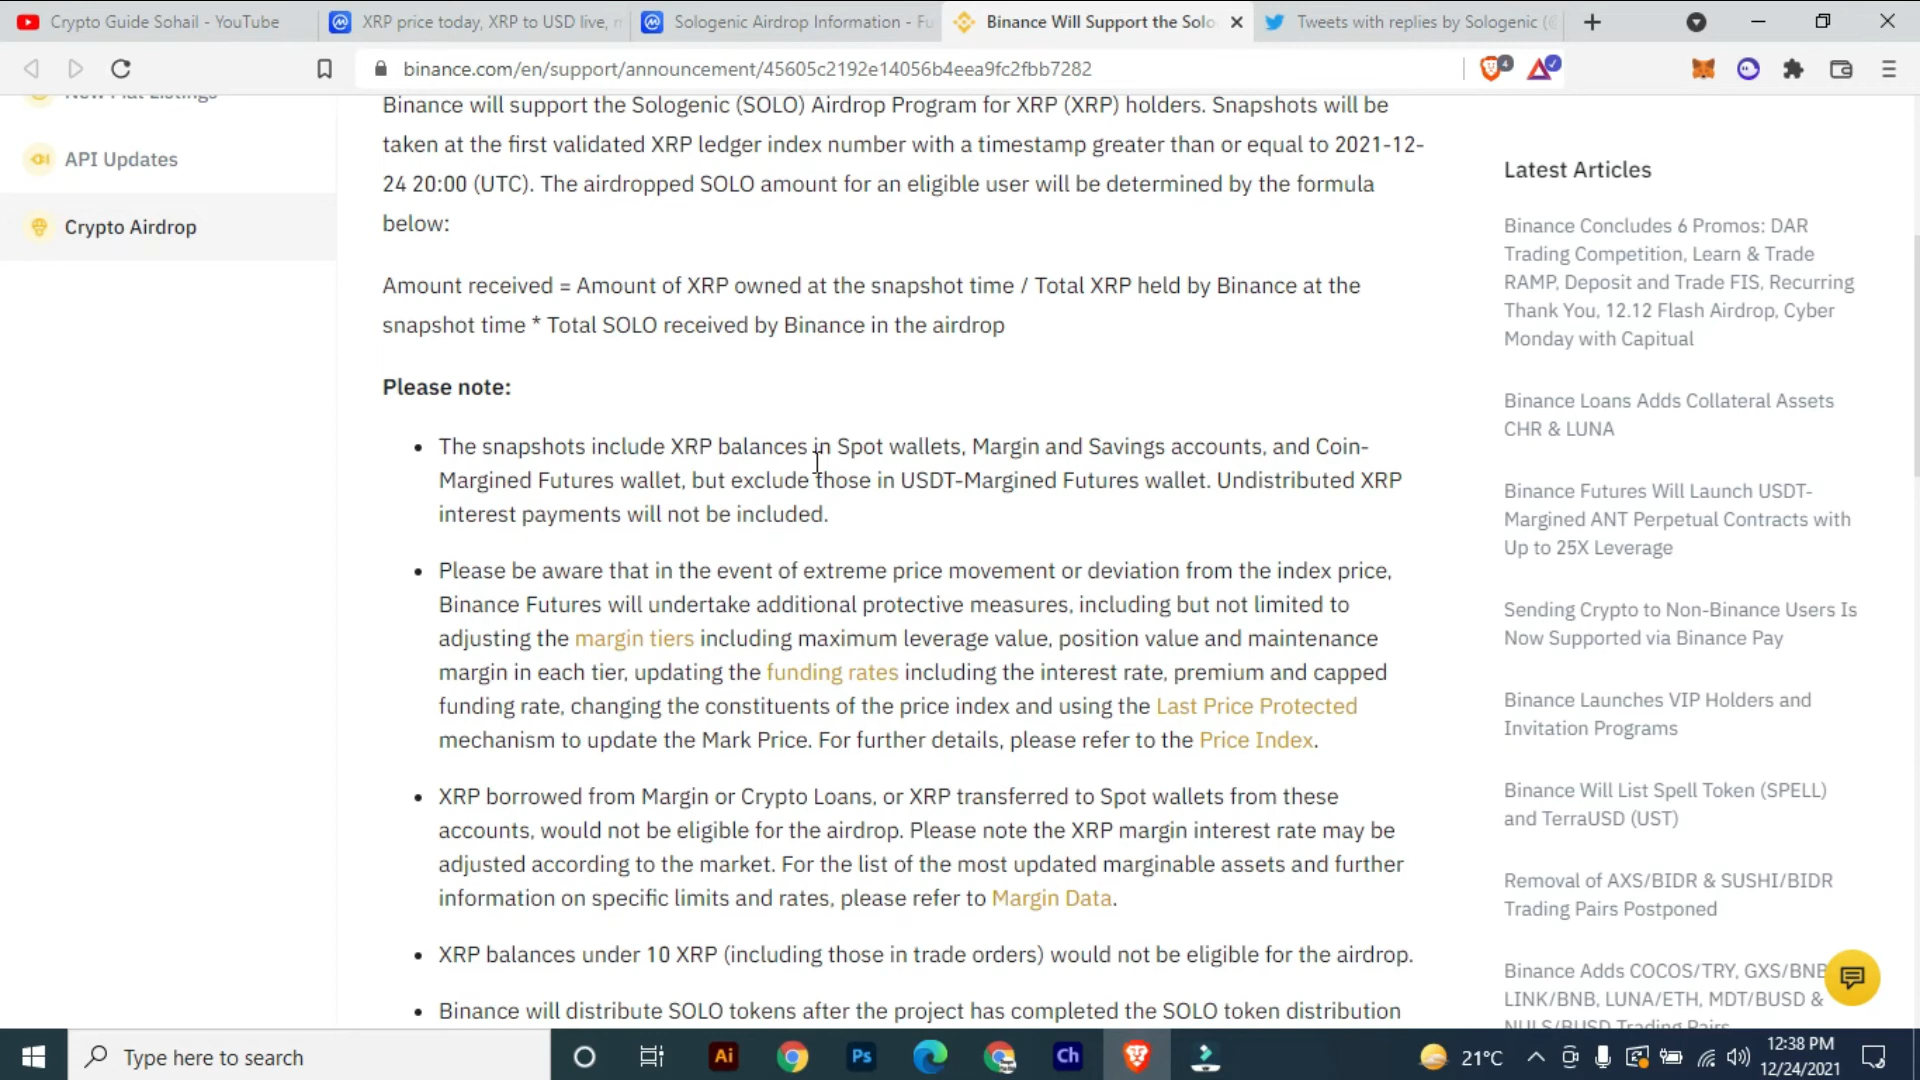 Crypto Guide Sohail - YouTube
XRP price today, XRP to USD live,
Sologenic Airdrop Information - Fu
Binance Will Support the Solo
Tweets with replies by Sologenic (
binance.com/en/support/announcement/45605c2192e14056b4eea9fc2fbb7282
4
New Fiat Listings
API Updates
Crypto Airdrop
Binance will support the Sologenic (SOLO) Airdrop Program for XRP (XRP) holders. Snapshots will be
taken at the first validated XRP ledger index number with a timestamp greater than or equal to 2021-12-
24 20:00 (UTC). The airdropped SOLO amount for an eligible user will be determined by the formula
below:
Amount received = Amount of XRP owned at the snapshot time / Total XRP held by Binance at the
snapshot time * Total SOLO received by Binance in the airdrop
Please note:
• The snapshots include XRP balances in Spot wallets, Margin and Savings accounts, and Coin-
Margined Futures wallet, but exclude those in USDT-Margined Futures wallet. Undistributed XRP
interest payments will not be included.
• Please be aware that in the event of extreme price movement or deviation from the index price,
Binance Futures will undertake additional protective measures, including but not limited to
adjusting the margin tiers including maximum leverage value, position value and maintenance
margin in each tier, updating the funding rates including the interest rate, premium and capped
funding rate, changing the constituents of the price index and using the Last Price Protected
mechanism to update the Mark Price. For further details, please refer to the Price Index.
• XRP borrowed from Margin or Crypto Loans, or XRP transferred to Spot wallets from these
accounts, would not be eligible for the airdrop. Please note the XRP margin interest rate may be
adjusted according to the market. For the list of the most updated marginable assets and further
information on specific limits and rates, please refer to Margin Data.
• XRP balances under 10 XRP (including those in trade orders) would not be eligible for the airdrop.
• Binance will distribute SOLO tokens after the project has completed the SOLO token distribution
Latest Articles
Binance Concludes 6 Promos: DAR
Trading Competition, Learn & Trade
RAMP, Deposit and Trade FIS, Recurring
Thank You, 12.12 Flash Airdrop, Cyber
Monday with Capitual
Binance Loans Adds Collateral Assets
CHR & LUNA
Binance Futures Will Launch USDT-
Margined ANT Perpetual Contracts with
Up to 25X Leverage
Sending Crypto to Non-Binance Users Is
Now Supported via Binance Pay
Binance Launches VIP Holders and
Invitation Programs
Binance Will List Spell Token (SPELL)
and TerraUSD (UST)
Removal of AXS/BIDR & SUSHI/BIDR
Trading Pairs Postponed
Binance Adds COCOS/TRY, GXS/BNB
LINK/BNB, LUNA/ETH, MDT/BUSD &
NULS/BUSD Trading Pairs
Type here to search
Ai
Ps
Ch
21°C
12:38 PM
12/24/2021